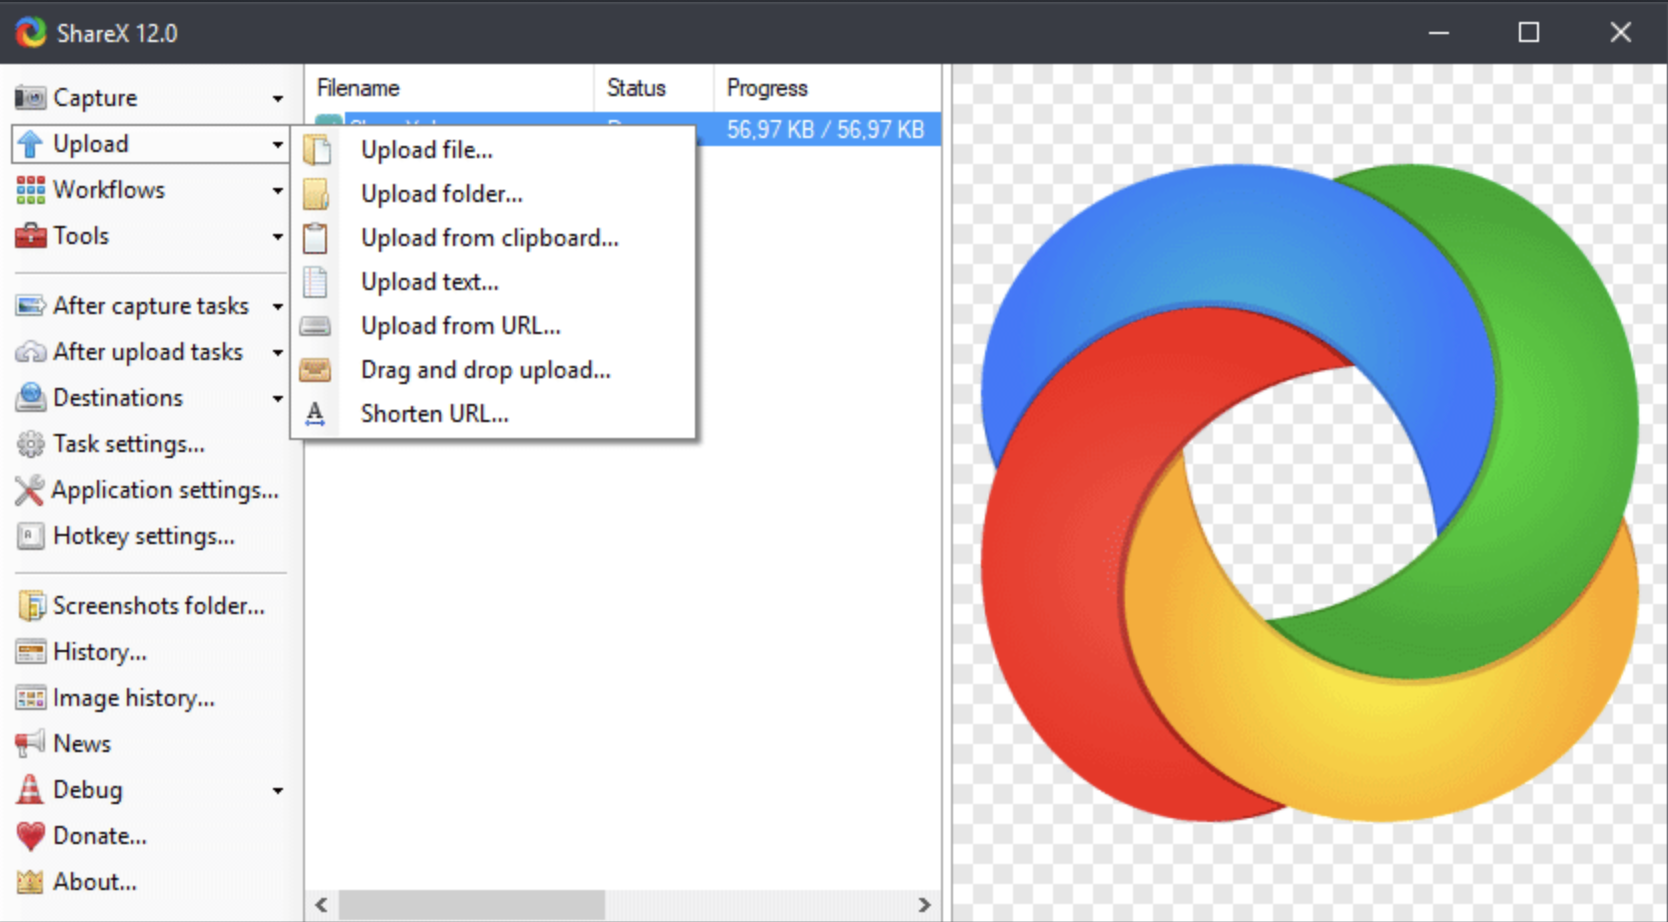 ShareX 12.0
Capture
Upload
Workflows
Tools
After capture tasks
After upload tasks
Destinations
Task settings...
Application settings...
Hotkey settings...
Screenshots folder...
History...
Image history...
News
Debug
Donate...
About...
Filename Status Progress
56,97 KB / 56,97 KB
Upload file...
Upload folder...
Upload from clipboard...
Upload text...
Upload from URL...
Drag and drop upload...
Shorten URL...